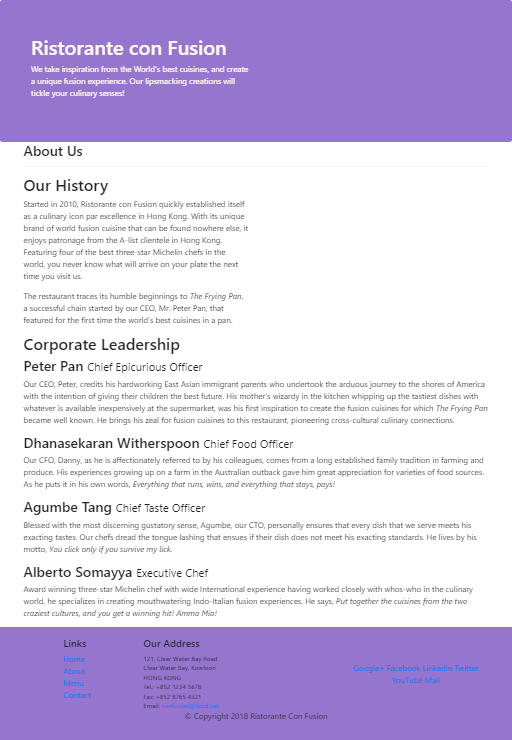 Ristorante con Fusion
We take inspiration from the World's best cuisines, and create
a unique fusion experience. Our lipsmacking creations will
tickle your culinary senses!
About Us
Our History
Started in 2010, Ristorante con Fusion quickly established itself
as a culinary icon par excellence in Hong Kong. With its unique
brand of world fusion cuisine that can be found nowhere else, it
enjoys patronage from the A-list clientele in Hong Kong.
Featuring four of the best three-star Michelin chefs in the
world, you never know what will arrive on your plate the next
time you visit us.
The restaurant traces its humble beginnings to The Frying Pan,
a successful chain started by our CEO, Mr. Peter Pan, that
featured for the first time the world's best cuisines in a pan.
Corporate Leadership
Peter Pan Chief Epicurious Officer
Our CEO, Peter, credits his hardworking East Asian immigrant parents who undertook the arduous journey to the shores of America
with the intention of giving their children the best future. His mother's wizardy in the kitchen whipping up the tastiest dishes with
whatever is available inexpensively at the supermarket, was his first inspiration to create the fusion cuisines for which The Frying Pan
became well known. He brings his zeal for fusion cuisines to this restaurant, pioneering cross-cultural culinary connections.
Dhanasekaran Witherspoon Chief Food Officer
Our CFO, Danny, as he is affectionately referred to by his colleagues, comes from a long established family tradition in farming and
produce. His experiences growing up on a farm in the Australian outback gave him great appreciation for varieties of food sources.
As he puts it in his own words, Everything that runs, wins, and everything that stays, pays!
Agumbe Tang Chief Taste Officer
Blessed with the most discerning gustatory sense, Agumbe, our CTO, personally ensures that every dish that we serve meets his
exacting tastes. Our chefs dread the tongue lashing that ensues if their dish does not meet his exacting standards. He lives by his
motto, You click only if you survive my lick.
Alberto Somayya Executive Chef
Award winning three-star Michelin chef with wide International experience having worked closely with whos-who in the culinary
world, he specializes in creating mouthwatering Indo-Italian fusion experiences. He says, Put together the cuisines from the two
craziest cultures, and you get a winning hit! Amma Mia!
Links
Home
About
Menu
Contact
Our Address
121, Clear Water Bay Road
Clear Water Bay, Kowloon
HONG KONG
Tel.: +852 1234 5678
Fax: +852 8765 4321
Email: confusion@food.net
Google+ Facebook LinkedIn Twitter
YouTube Mail
© Copyright 2018 Ristorante Con Fusion